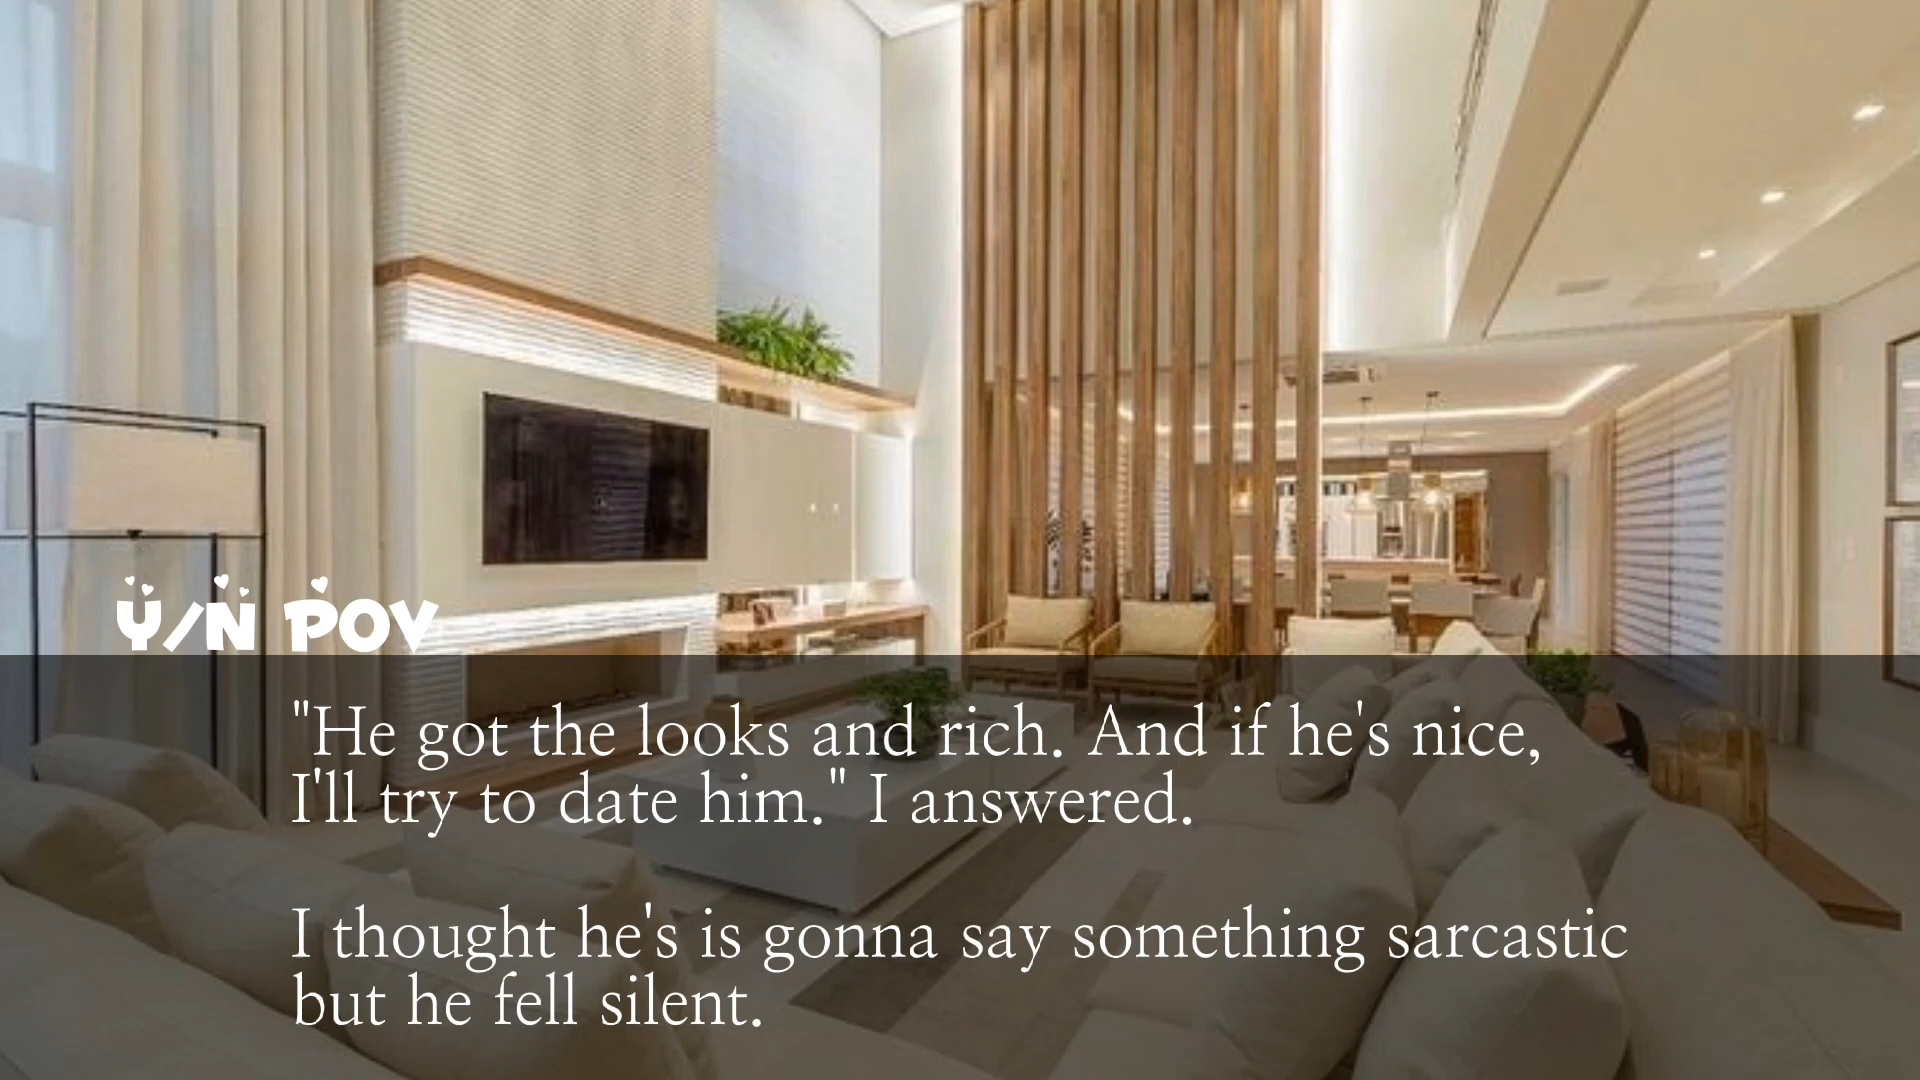 Y/N POV
"He got the looks and rich. And if he's nice,
I'll try to date him." I answered.
I thought he's is gonna say something sarcastic
but he fell silent.